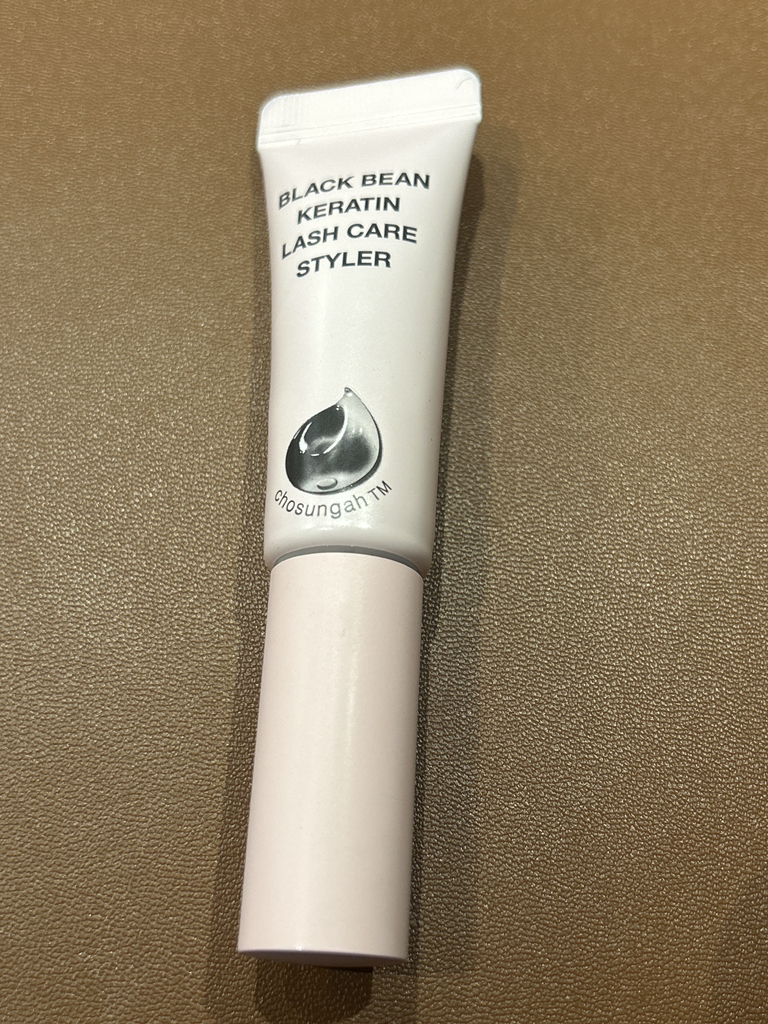 BLACK BEAN
KERATIN
LASH CARE
STYLER
chosungah™